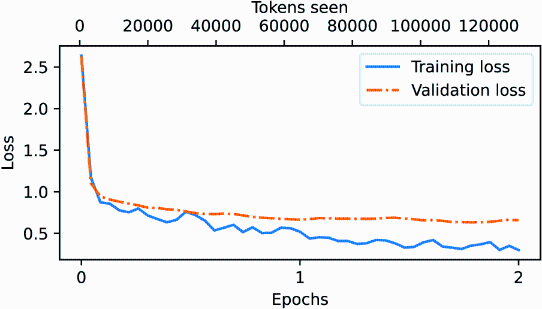 Tokens seen
0 20000 40000 60000 80000 100000 120000
Training loss
Validation loss
2.5
2.0
1.5
1.0
0.5
Loss
0 1 2
Epochs